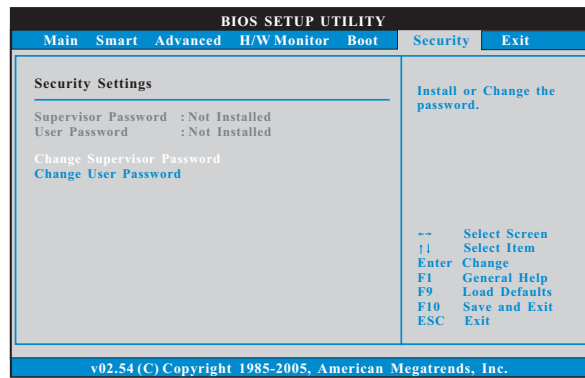 BIOS SETUP UTILITY
Main Smart Advanced H/W Monitor Boot Security Exit
Security Settings
Supervisor Password : Not Installed
User Password : Not Installed
Change Supervisor Password
Change User Password
Install or Change the
password.
←→ Select Screen
↑↓ Select Item
Enter Change
F1 General Help
F9 Load Defaults
F10 Save and Exit
ESC Exit
v02.54 (C) Copyright 1985-2005, American Megatrends, Inc.